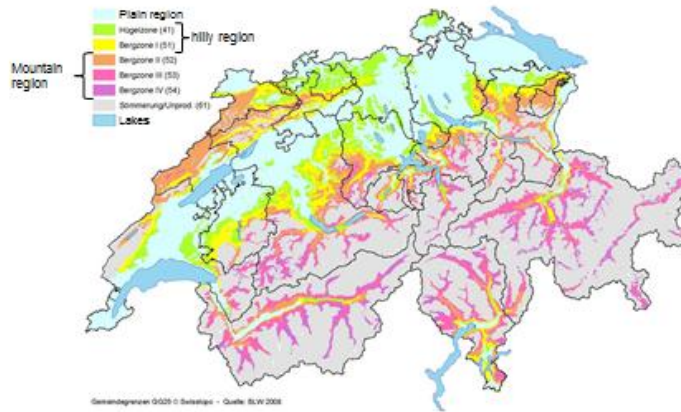 Plain region
Hügelzone (41)
Bergzone I (51)
hilly region
Bergzone II (52)
Bergzone III (53)
Bergzone IV (54)
Mountain
region
Sömmerung/Unprod. (61)
Lakes
Gemeindegrenzen GG25 © Swisstopo - Quelle: BLW 2008